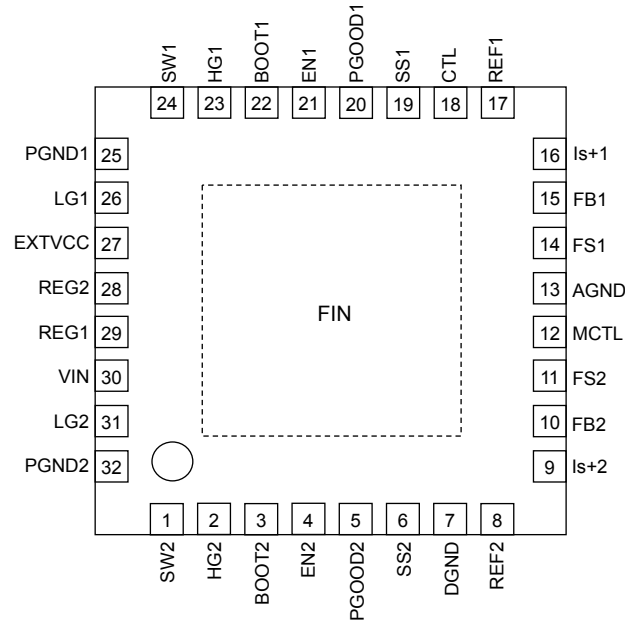 SW1 HG1 BOOT1 EN1 PGOOD1 SS1 CTL REF1
24 23 22 21 20 19 18 17
PGND1 25 16 Is+1
LG1 26 15 FB1
EXTVCC 27 14 FS1
REG2 28 13 AGND
FIN
REG1 29 12 MCTL
VIN 30 11 FS2
LG2 31 10 FB2
PGND2 32 9 Is+2
1 2 3 4 5 6 7 8
SW2 HG2 BOOT2 EN2 PGOOD2 SS2 DGND REF2